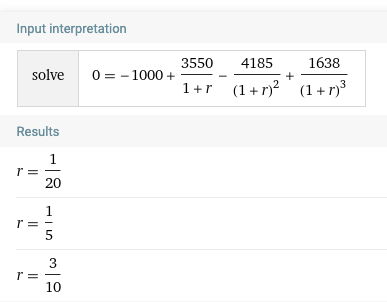 Input interpretation
solve 0 = −1000 + 3550/(1 + r) − 4185/(1 + r)^2 + 1638/(1 + r)^3
Results
r = 1/20
r = 1/5
r = 3/10